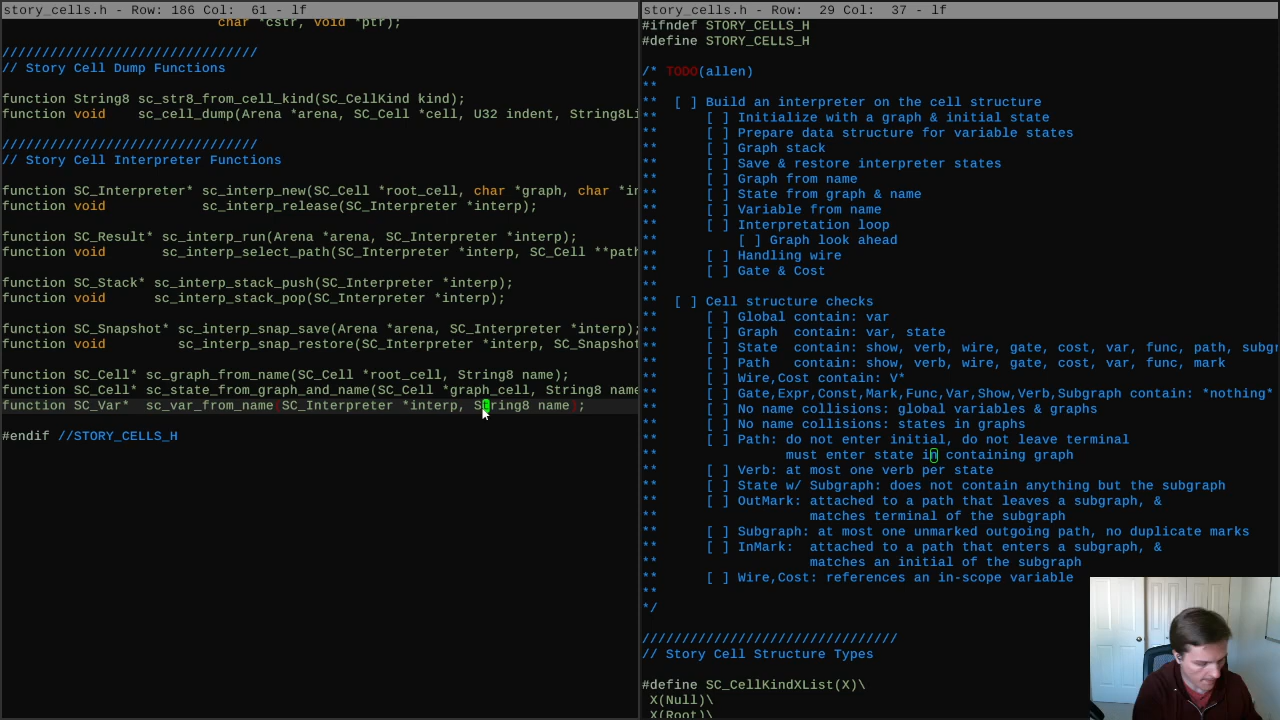 story_cells.h - Row: 186 Col:  61 - lf
char *cstr, void *ptr);
////////////////////////////////
// Story Cell Dump Functions
function String8 sc_str8_from_cell_kind(SC_CellKind kind);
function void    sc_cell_dump(Arena *arena, SC_Cell *cell, U32 indent, String8Li
////////////////////////////////
// Story Cell Interpreter Functions
function SC_Interpreter* sc_interp_new(SC_Cell *root_cell, char *graph, char *in
function void            sc_interp_release(SC_Interpreter *interp);
function SC_Result* sc_interp_run(Arena *arena, SC_Interpreter *interp);
function void       sc_interp_select_path(SC_Interpreter *interp, SC_Cell **path
function SC_Stack* sc_interp_stack_push(SC_Interpreter *interp);
function void      sc_interp_stack_pop(SC_Interpreter *interp);
function SC_Snapshot* sc_interp_snap_save(Arena *arena, SC_Interpreter *interp);
function void         sc_interp_snap_restore(SC_Interpreter *interp, SC_Snapshot
function SC_Cell* sc_graph_from_name(SC_Cell *root_cell, String8 name);
function SC_Cell* sc_state_from_graph_and_name(SC_Cell *graph_cell, String8 name
function SC_Var*  sc_var_from_name(SC_Interpreter *interp, String8 name);
#endif //STORY_CELLS_H
story_cells.h - Row:  29 Col:  37 - lf
#ifndef STORY_CELLS_H
#define STORY_CELLS_H
/* TODO(allen)
**
**  [ ] Build an interpreter on the cell structure
**      [ ] Initialize with a graph & initial state
**      [ ] Prepare data structure for variable states
**      [ ] Graph stack
**      [ ] Save & restore interpreter states
**      [ ] Graph from name
**      [ ] State from graph & name
**      [ ] Variable from name
**      [ ] Interpretation loop
**          [ ] Graph look ahead
**      [ ] Handling wire
**      [ ] Gate & Cost
**
**  [ ] Cell structure checks
**      [ ] Global contain: var
**      [ ] Graph  contain: var, state
**      [ ] State  contain: show, verb, wire, gate, cost, var, func, path, subgr
**      [ ] Path   contain: show, verb, wire, gate, cost, var, func, mark
**      [ ] Wire,Cost contain: V*
**      [ ] Gate,Expr,Const,Mark,Func,Var,Show,Verb,Subgraph contain: *nothing*
**      [ ] No name collisions: global variables & graphs
**      [ ] No name collisions: states in graphs
**      [ ] Path: do not enter initial, do not leave terminal
**                must enter state in containing graph
**      [ ] Verb: at most one verb per state
**      [ ] State w/ Subgraph: does not contain anything but the subgraph
**      [ ] OutMark: attached to a path that leaves a subgraph, &
**                   matches terminal of the subgraph
**      [ ] Subgraph: at most one unmarked outgoing path, no duplicate marks
**      [ ] InMark:  attached to a path that enters a subgraph, &
**                   matches an initial of the subgraph
**      [ ] Wire,Cost: references an in-scope variable
**
*/
////////////////////////////////
// Story Cell Structure Types
#define SC_CellKindXList(X)\
X(Null)\
X(Root)\